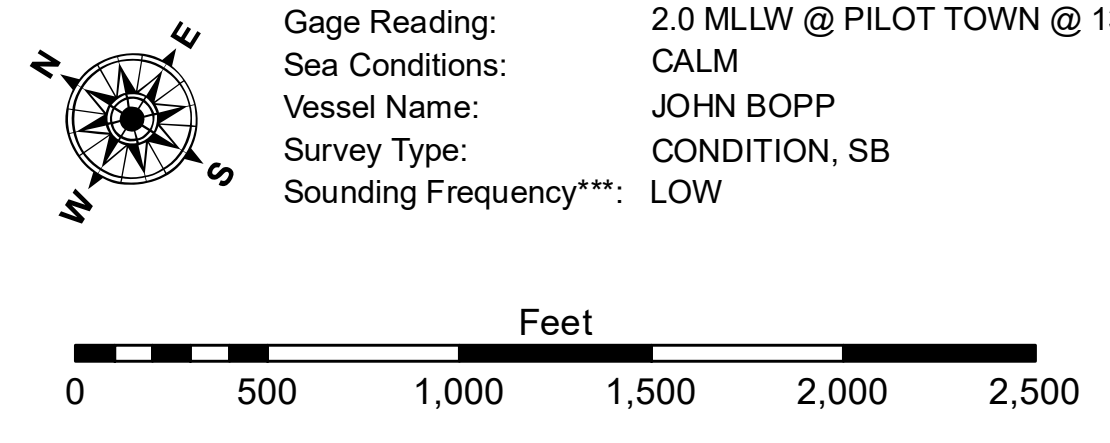 N
E
S
W
Gage Reading: 2.0 MLLW @ PILOT TOWN @
Sea Conditions: CALM
Vessel Name: JOHN BOPP
Survey Type: CONDITION, SB
Sounding Frequency***: LOW
Feet
0 500 1,000 1,500 2,000 2,500